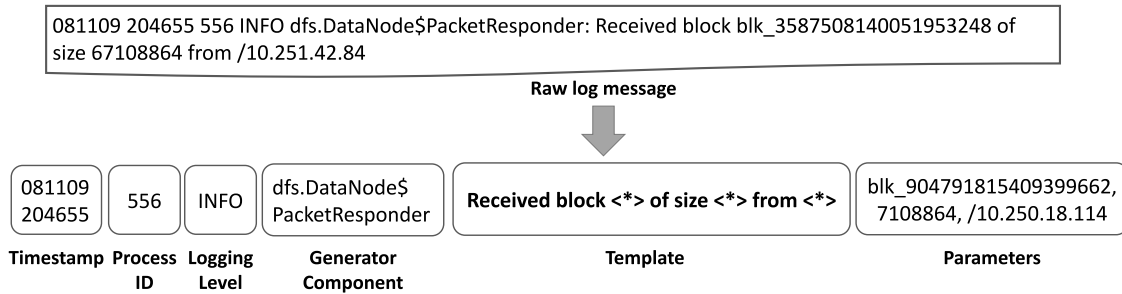 081109 204655 556 INFO dfs.DataNode$PacketResponder: Received block blk_3587508140051953248 of
size 67108864 from /10.251.42.84
Raw log message
081109
204655
556
INFO
dfs.DataNode$
PacketResponder
Received block <*> of size <*> from <*>
blk_904791815409399662,
7108864, /10.250.18.114
Timestamp
Process
ID
Logging
Level
Generator
Component
Template
Parameters